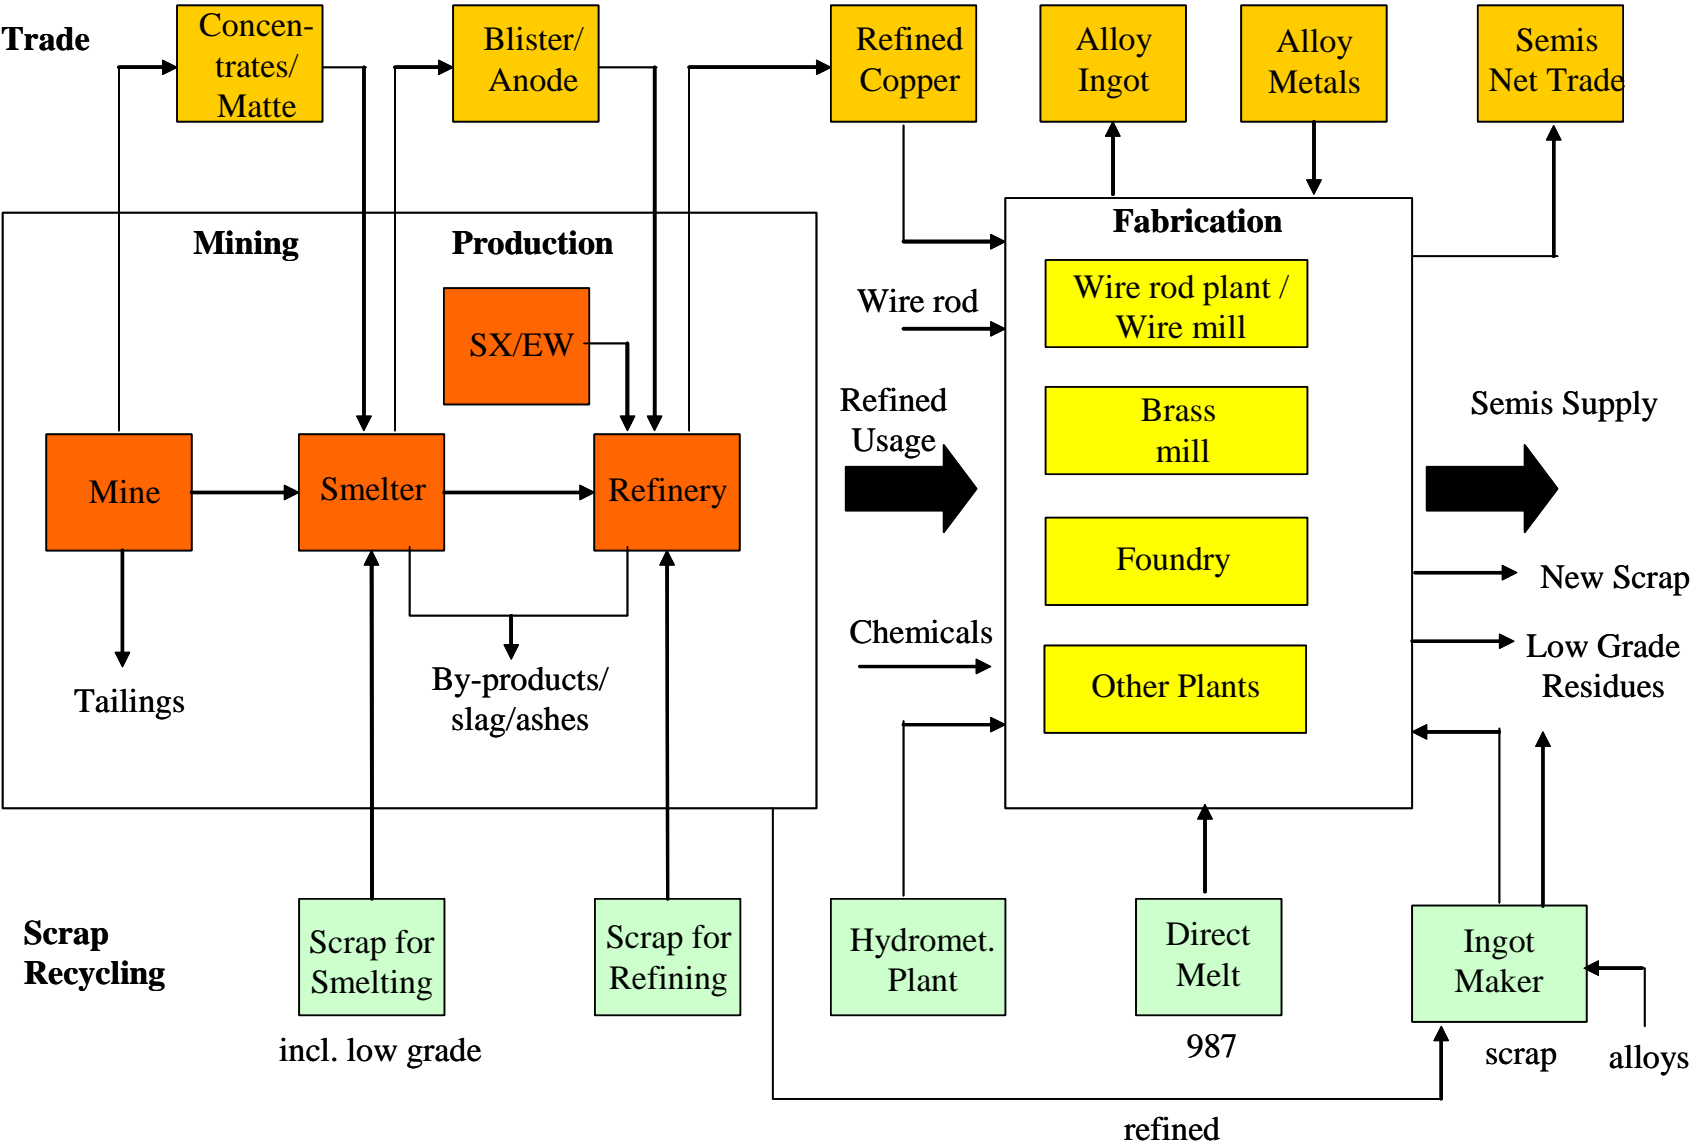 Trade
Concen-
trates/
Matte
Blister/
Anode
Refined
Copper
Alloy
Ingot
Alloy
Metals
Semis
Net Trade
Mining
Production
Fabrication
SX/EW
Wire rod
Wire rod plant /
Wire mill
Refined
Usage
Brass
mill
Semis Supply
Mine
Smelter
Refinery
Foundry
New Scrap
Chemicals
Low Grade
Residues
Tailings
By-products/
slag/ashes
Other Plants
Scrap
Recycling
Scrap for
Smelting
Scrap for
Refining
Hydromet.
Plant
Direct
Melt
Ingot
Maker
incl. low grade
987
scrap
alloys
refined